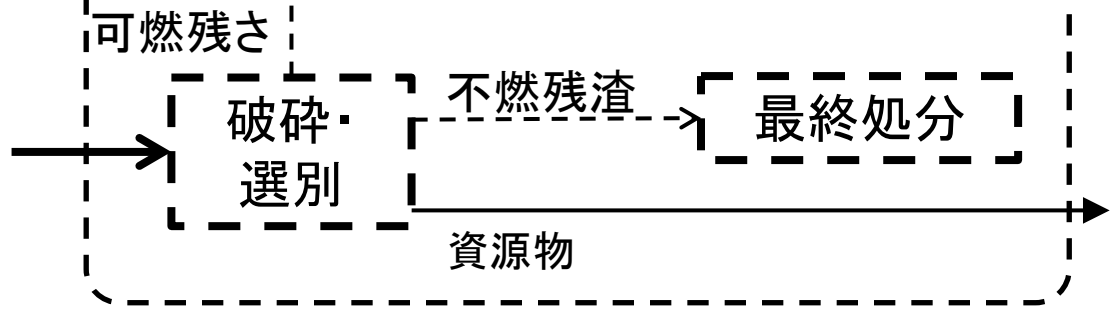 可燃残さ
破砕・
選別
不燃残渣
最終処分
資源物